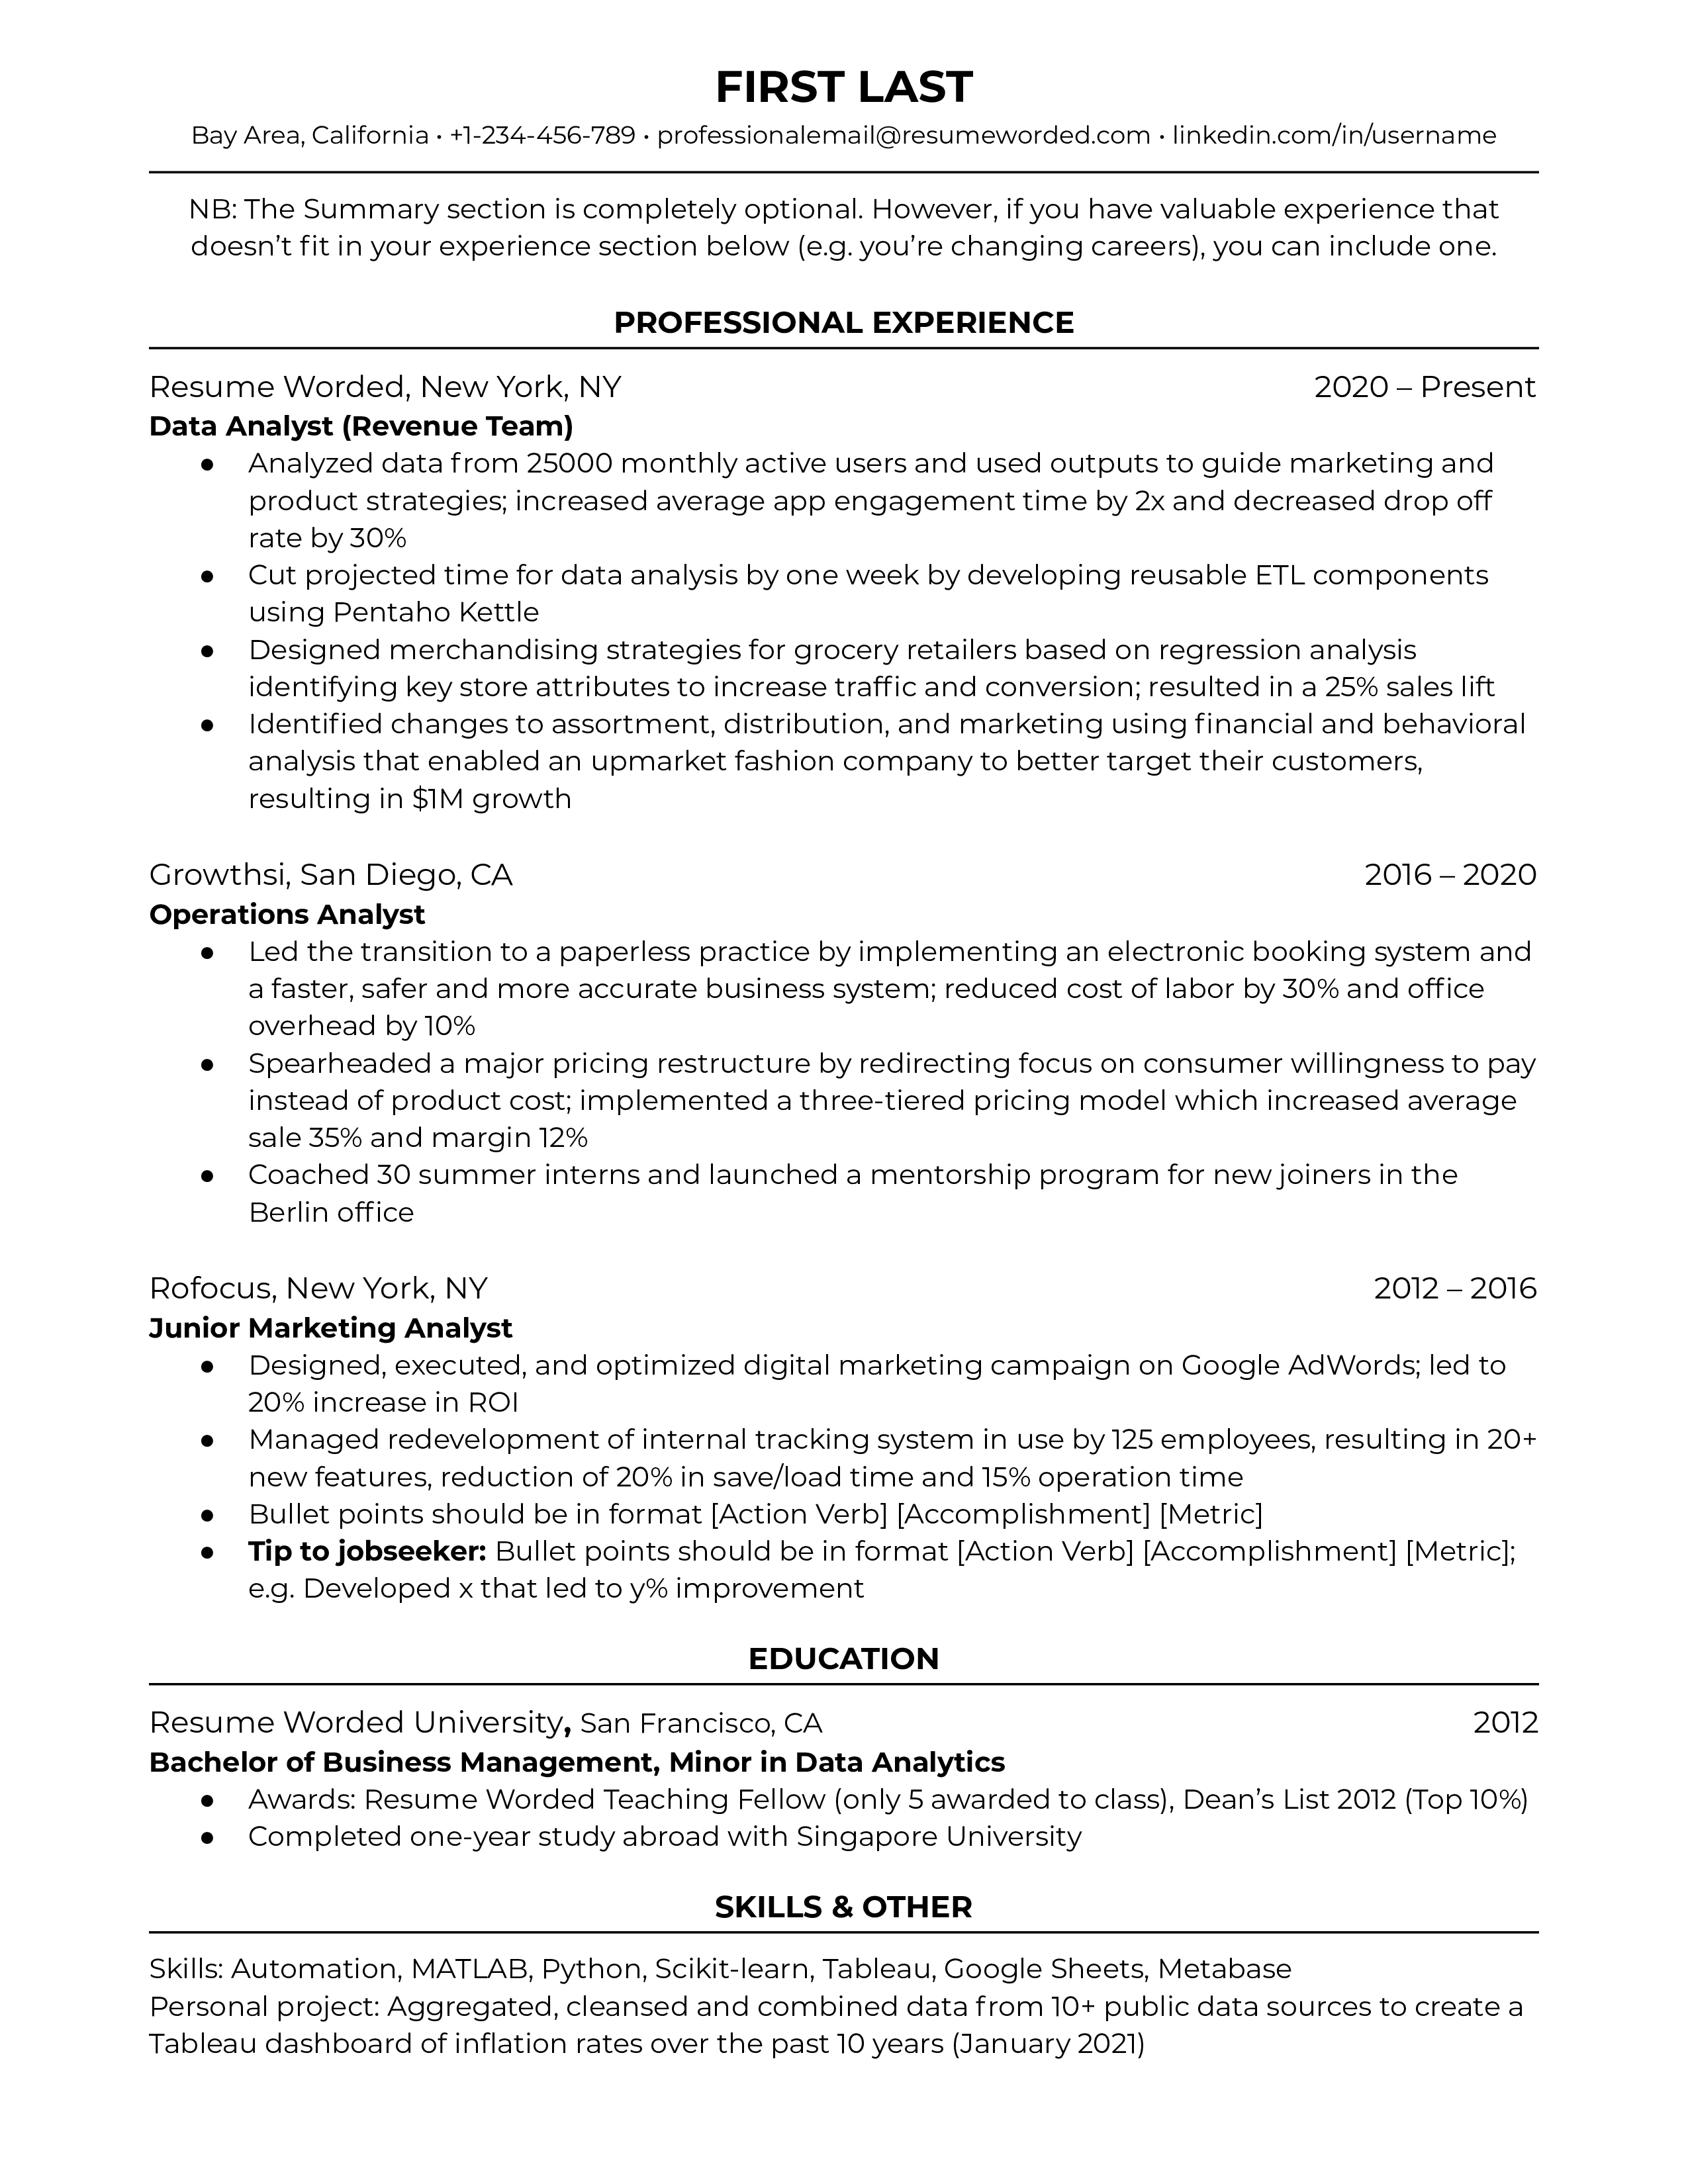 FIRST LAST
Bay Area, California • +1-234-456-789 • professionalemail@resumeworded.com • linkedin.com/in/username
NB: The Summary section is completely optional. However, if you have valuable experience that
doesn’t fit in your experience section below (e.g. you’re changing careers), you can include one.
PROFESSIONAL EXPERIENCE
Resume Worded, New York, NY 2020 – Present
Data Analyst (Revenue Team)
● Analyzed data from 25000 monthly active users and used outputs to guide marketing and
product strategies; increased average app engagement time by 2x and decreased drop off
rate by 30%
● Cut projected time for data analysis by one week by developing reusable ETL components
using Pentaho Kettle
● Designed merchandising strategies for grocery retailers based on regression analysis
identifying key store attributes to increase traffic and conversion; resulted in a 25% sales lift
● Identified changes to assortment, distribution, and marketing using financial and behavioral
analysis that enabled an upmarket fashion company to better target their customers,
resulting in $1M growth
Growthsi, San Diego, CA 2016 – 2020
Operations Analyst
● Led the transition to a paperless practice by implementing an electronic booking system and
a faster, safer and more accurate business system; reduced cost of labor by 30% and office
overhead by 10%
● Spearheaded a major pricing restructure by redirecting focus on consumer willingness to pay
instead of product cost; implemented a three-tiered pricing model which increased average
sale 35% and margin 12%
● Coached 30 summer interns and launched a mentorship program for new joiners in the
Berlin office
Rofocus, New York, NY 2012 – 2016
Junior Marketing Analyst
● Designed, executed, and optimized digital marketing campaign on Google AdWords; led to
20% increase in ROI
● Managed redevelopment of internal tracking system in use by 125 employees, resulting in 20+
new features, reduction of 20% in save/load time and 15% operation time
● Bullet points should be in format [Action Verb] [Accomplishment] [Metric]
● Tip to jobseeker: Bullet points should be in format [Action Verb] [Accomplishment] [Metric];
e.g. Developed x that led to y% improvement
EDUCATION
Resume Worded University, San Francisco, CA 2012
Bachelor of Business Management, Minor in Data Analytics
● Awards: Resume Worded Teaching Fellow (only 5 awarded to class), Dean’s List 2012 (Top 10%)
● Completed one-year study abroad with Singapore University
SKILLS & OTHER
Skills: Automation, MATLAB, Python, Scikit-learn, Tableau, Google Sheets, Metabase
Personal project: Aggregated, cleansed and combined data from 10+ public data sources to create a
Tableau dashboard of inflation rates over the past 10 years (January 2021)